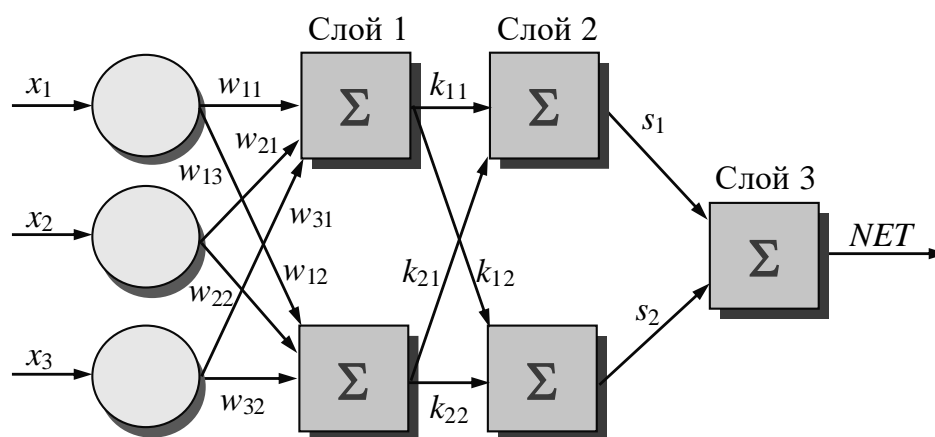 Слой 1
Слой 2
x₁
w₁₁
Σ
k₁₁
Σ
s₁
w₂₁
w₁₃
Слой 3
x₂
w₃₁
NET
Σ
w₁₂
k₂₁
k₁₂
w₂₂
s₂
x₃
Σ
Σ
w₃₂
k₂₂